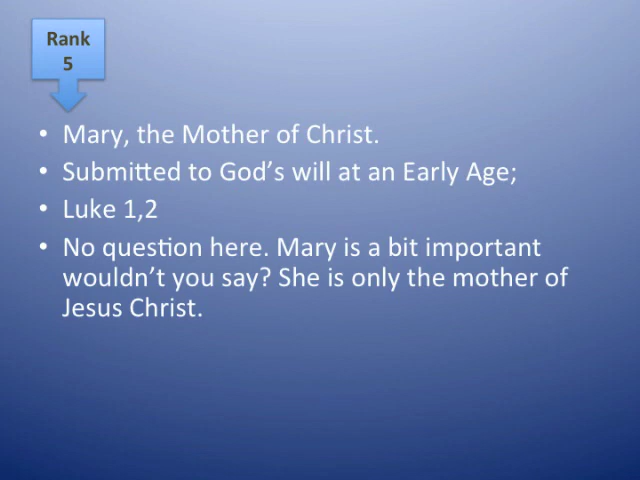 Rank
5
• Mary, the Mother of Christ.
• Submitted to God’s will at an Early Age;
• Luke 1,2
• No question here. Mary is a bit important
wouldn’t you say? She is only the mother of
Jesus Christ.